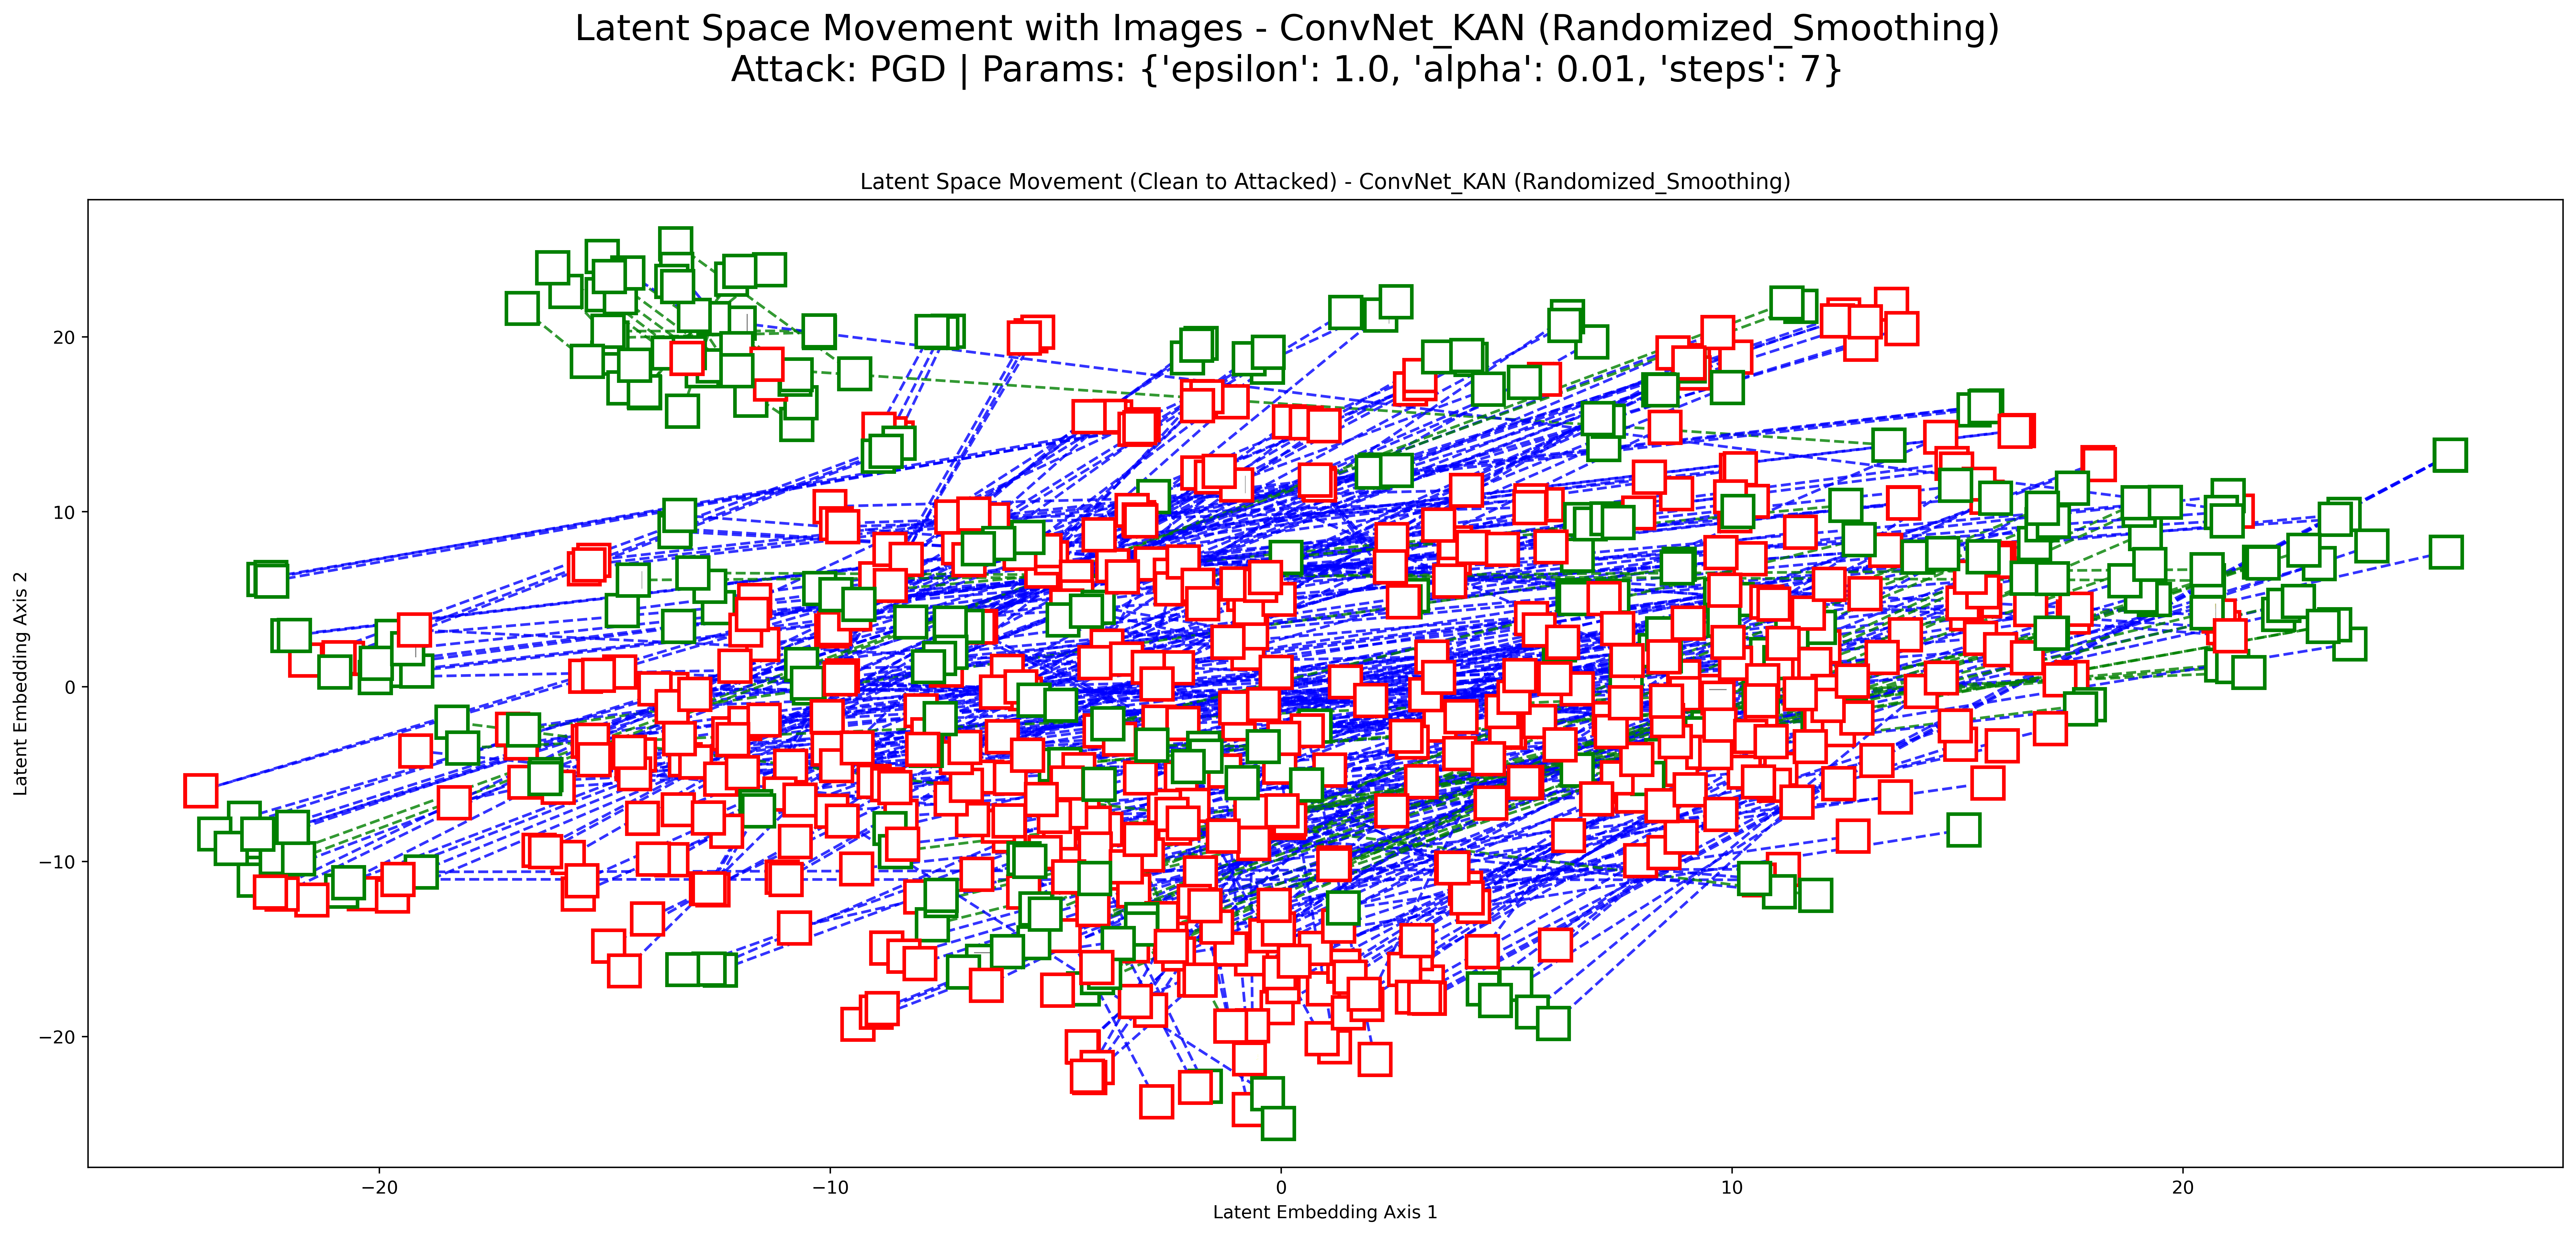 Latent Space Movement with Images - ConvNet_KAN (Randomized_Smoothing)
Attack: PGD | Params: {'epsilon': 1.0, 'alpha': 0.01, 'steps': 7}
Latent Space Movement (Clean to Attacked) - ConvNet_KAN (Randomized_Smoothing)
20
10
0
−10
−20
Latent Embedding Axis 2
−20
−10
0
10
20
Latent Embedding Axis 1